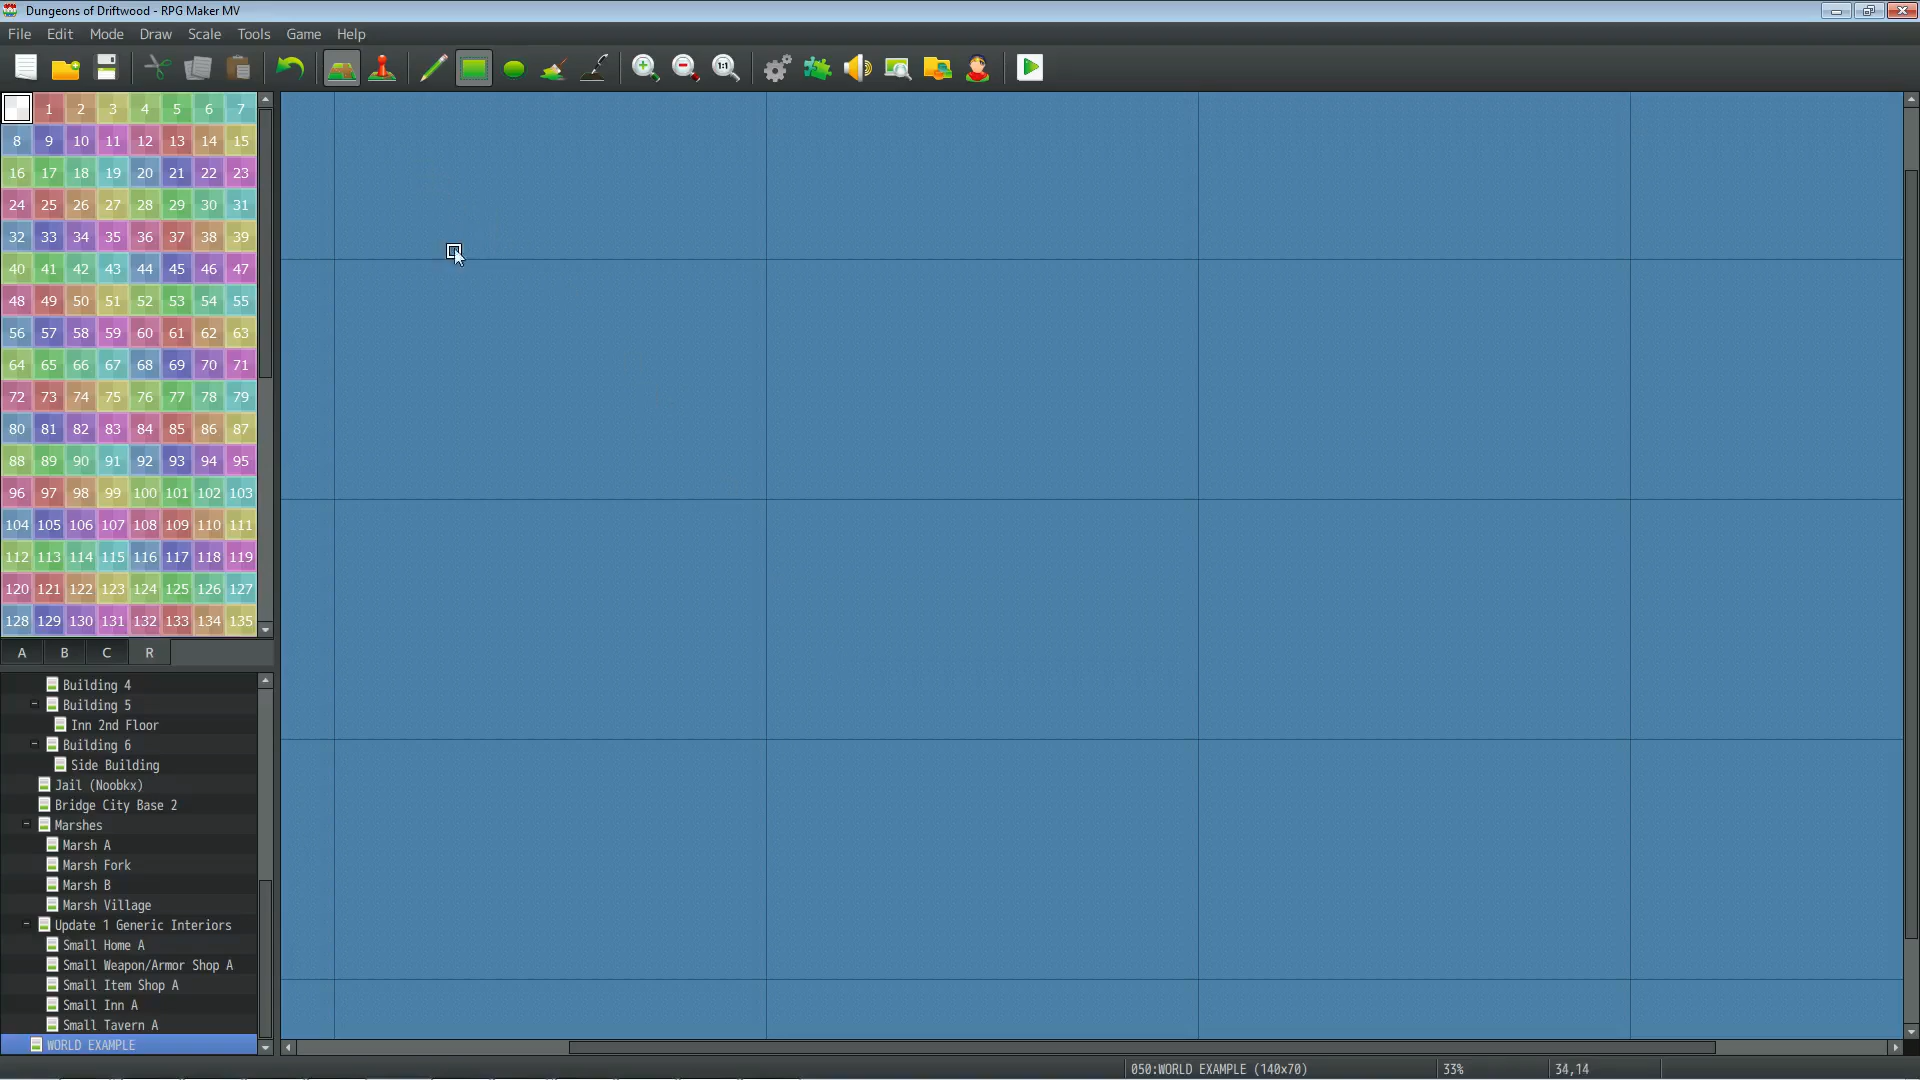 Dungeons of Driftwood - RPG Maker MV
File Edit Mode Draw Scale Tools Game Help
1:1
1 2 3 4 5 6 7
8 9 10 11 12 13 14 15
16 17 18 19 20 21 22 23
24 25 26 27 28 29 30 31
32 33 34 35 36 37 38 39
40 41 42 43 44 45 46 47
48 49 50 51 52 53 54 55
56 57 58 59 60 61 62 63
64 65 66 67 68 69 70 71
72 73 74 75 76 77 78 79
80 81 82 83 84 85 86 87
88 89 90 91 92 93 94 95
96 97 98 99 100 101 102 103
104 105 106 107 108 109 110 111
112 113 114 115 116 117 118 119
120 121 122 123 124 125 126 127
128 129 130 131 132 133 134 135
A B C R
Building 4
Building 5
Inn 2nd Floor
Building 6
Side Building
Jail (Noobkx)
Bridge City Base 2
Marshes
Marsh A
Marsh Fork
Marsh B
Marsh Village
Update 1 Generic Interiors
Small Home A
Small Weapon/Armor Shop A
Small Item Shop A
Small Inn A
Small Tavern A
WORLD EXAMPLE
050:WORLD EXAMPLE (140×70) 33% 34,14